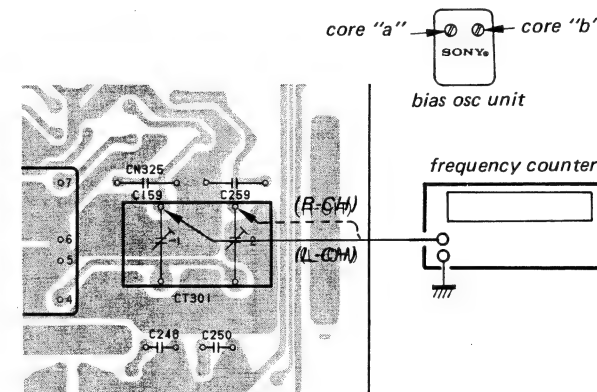 core "a"
core "b"
SONY®
bias osc unit
frequency counter
CN325
C159
C259
7
(R-CH)
1
2
6
(L-CH)
5
4
CT301
C248
C250